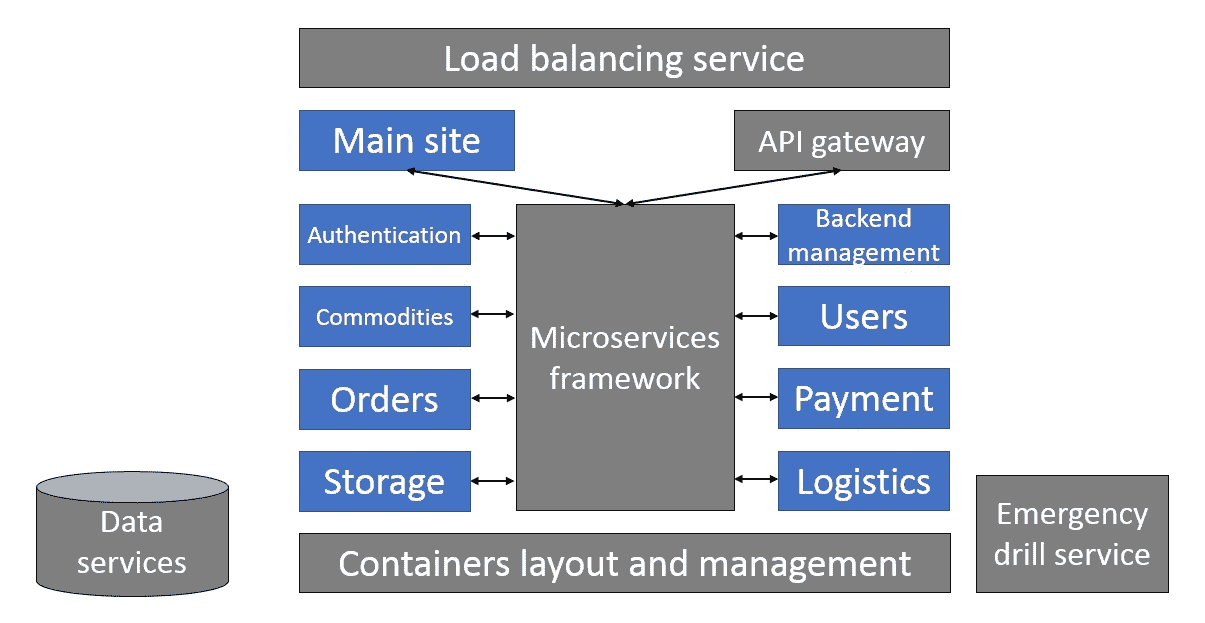 Load balancing service
Main site
API gateway
Authentication
Backend
management
Commodities
Users
Microservices
framework
Orders
Payment
Storage
Logistics
Data
services
Emergency
drill service
Containers layout and management